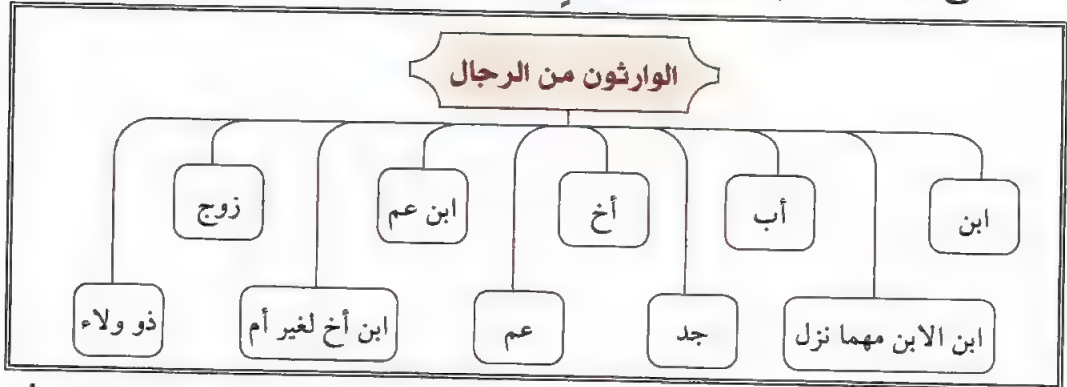 الوارثون من الرجال
ابن
أب
أخ
ابن عم
زوج
ابن الابن مهما نزل
جد
عم
ابن أخ لغير أم
ذو ولاء